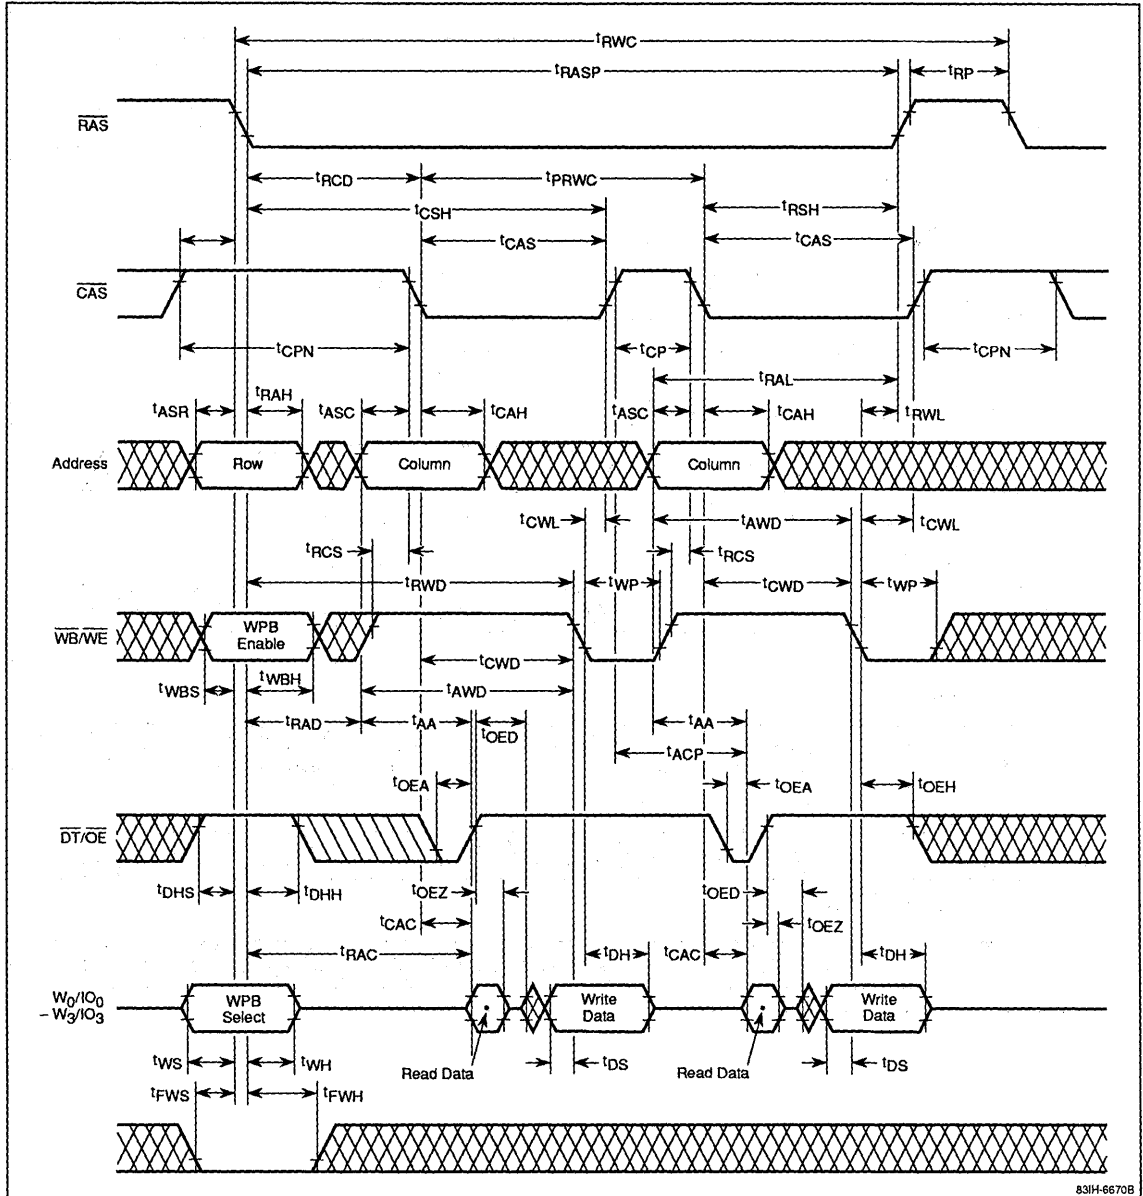 tRWC
tRASP
tRP
RAS
tRCD
tPRWC
tCSH
tRSH
tCAS
tCAS
CAS
tCPN
tCP
tCPN
tRAL
tASR
tRAH
tASC
tCAH
tASC
tCAH
tRWL
Address
Row
Column
Column
tCWL
tAWD
tCWL
tRCS
tRCS
tRWD
tWP
tCWD
tWP
WB/WE
WPB Enable
tCWD
tWBS
tWBH
tAWD
tRAD
tAA
tOED
tAA
tACP
tOEA
tOEA
tOEH
DT/OE
tDHS
tDHH
tOEZ
tOED
tCAC
tOEZ
tRAC
tDH
tCAC
tDH
W0/IO0
– W3/IO3
WPB Select
Write Data
Write Data
tWS
tWH
Read Data
tDS
Read Data
tDS
tFWS
tFWH
83IH-6670B